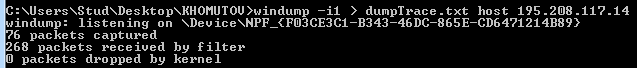 C:\Users\Stud\Desktop\KHOMUTOV>windump -i1 > dumpTrace.txt host 195.208.117.14
windump: listening on \Device\NPF_{F03CE3C1-B343-46DC-865E-CD6471214B89}
76 packets captured
268 packets received by filter
0 packets dropped by kernel